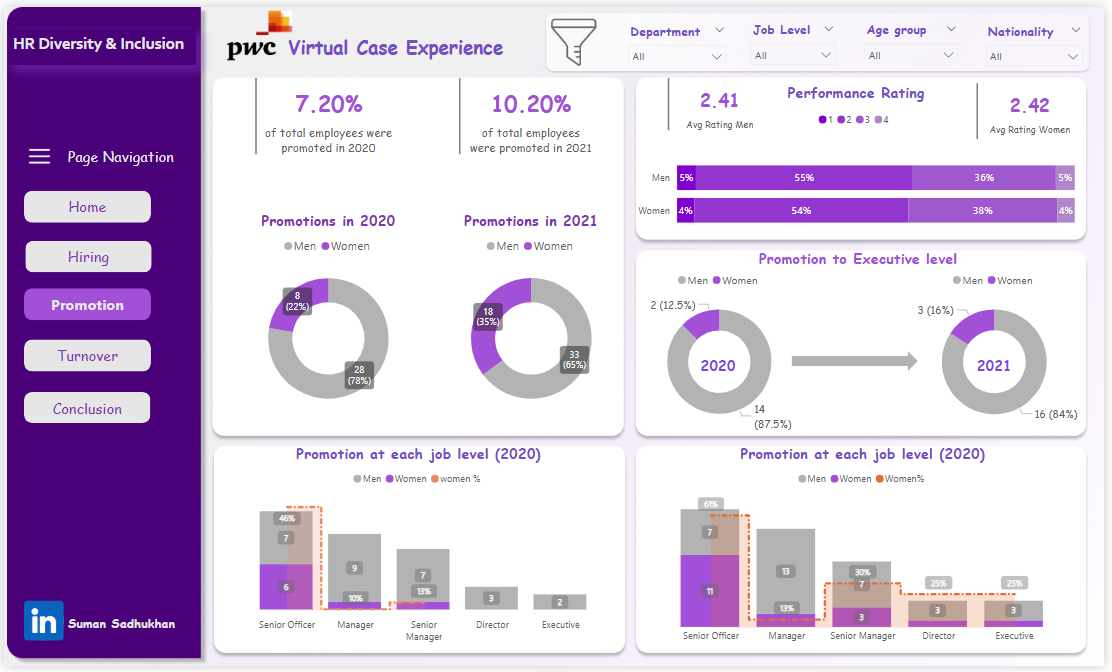 HR Diversity & Inclusion
Page Navigation
Home
Hiring
Promotion
Turnover
Conclusion
in
Suman Sadhukhan
pwc
Virtual Case Experience
Department
All
Job Level
All
Age group
All
Nationality
All
7.20%
of total employees were
promoted in 2020
10.20%
of total employees
were promoted in 2021
Promotions in 2020
Men Women
8
(22%)
28
(78%)
Promotions in 2021
Men Women
18
(35%)
33
(65%)
2.41
Avg Rating Men
Performance Rating
1 2 3 4
2.42
Avg Rating Women
Men 5% 55% 36% 5%
Women 4% 54% 38% 4%
Promotion to Executive level
Men Women
2 (12.5%)
2020
14
(87.5%)
Men Women
3 (16%)
2021
16 (84%)
Promotion at each job level (2020)
Men Women women %
46%
7
6
9
10%
7
13%
3
2
Senior Officer
Manager
Senior
Manager
Director
Executive
Promotion at each job level (2020)
Men Women Women%
61%
7
11
13
13%
30%
7
3
25%
3
25%
3
Senior Officer
Manager
Senior Manager
Director
Executive